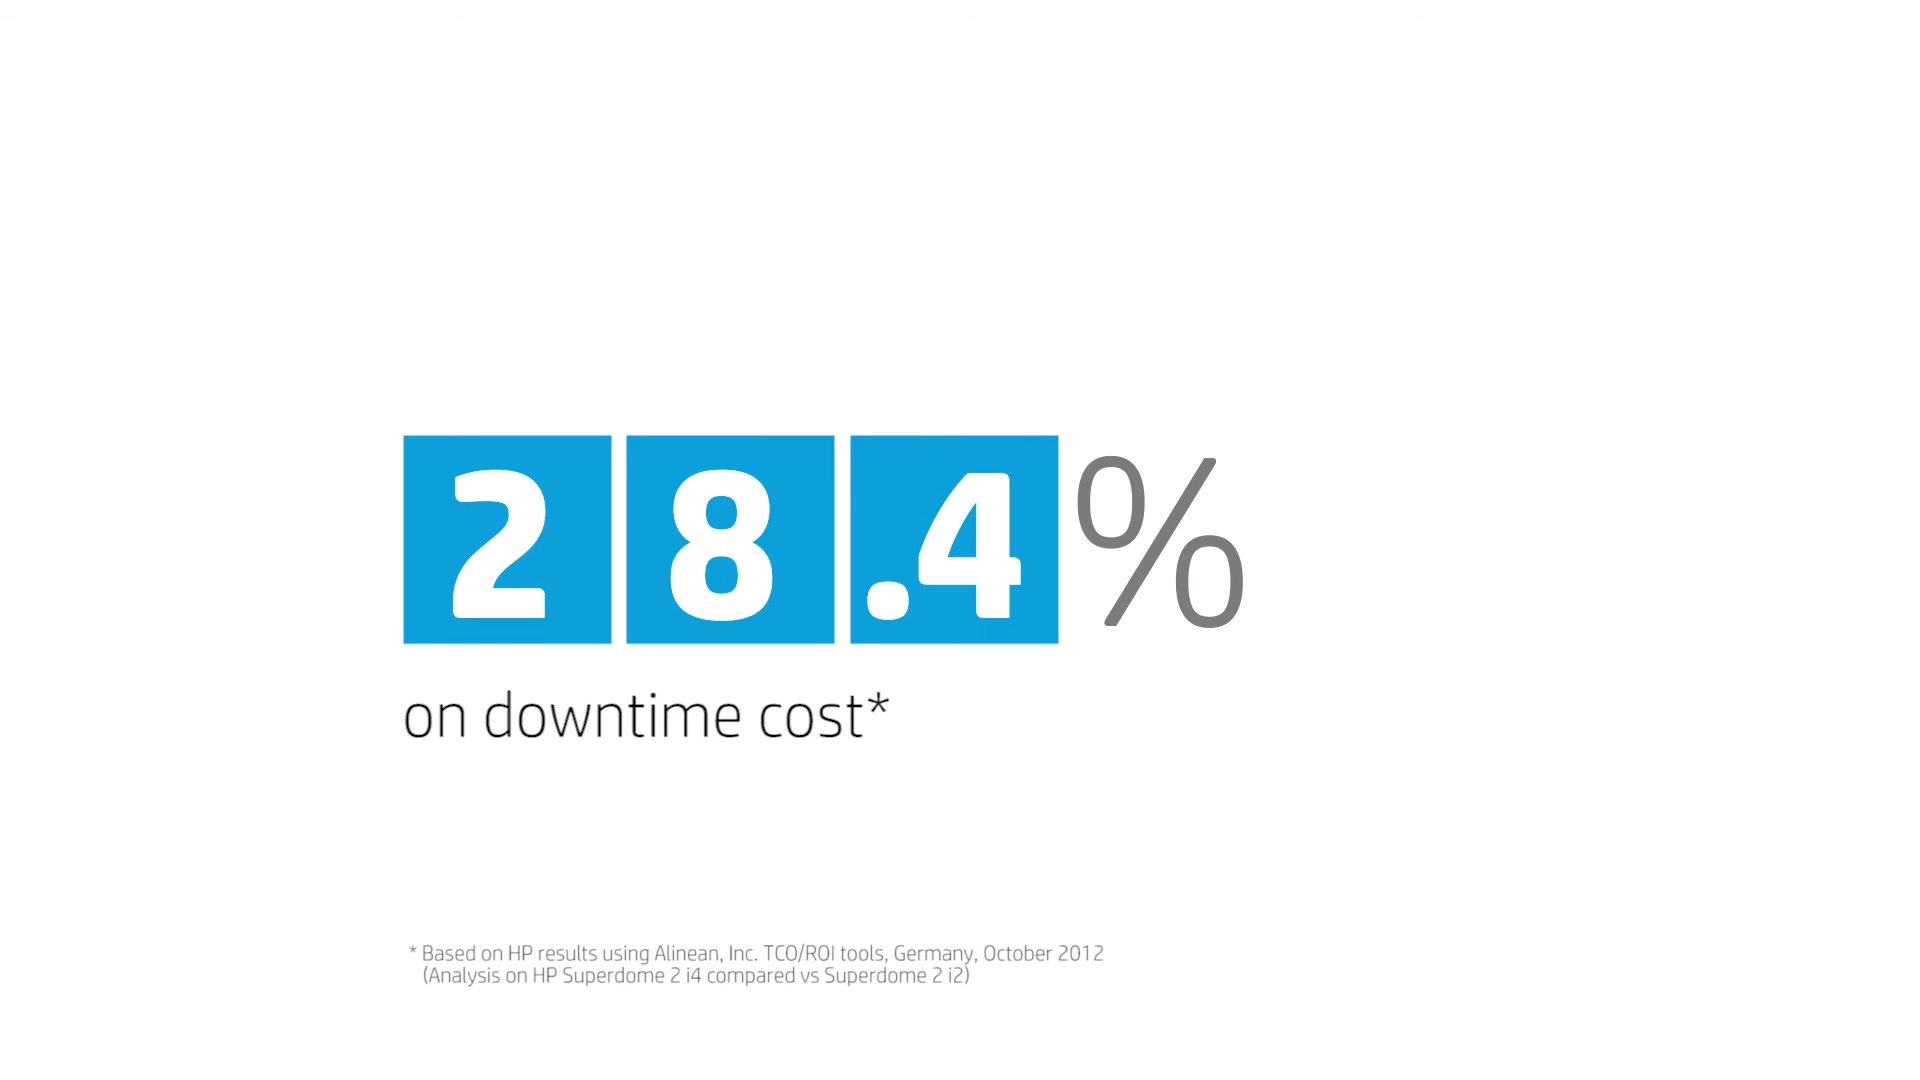 28.4%
on downtime cost*
* Based on HP results using Alinean, Inc. TCO/ROI tools, Germany, October 2012
(Analysis on HP Superdome 2 i4 compared vs Superdome 2 i2)